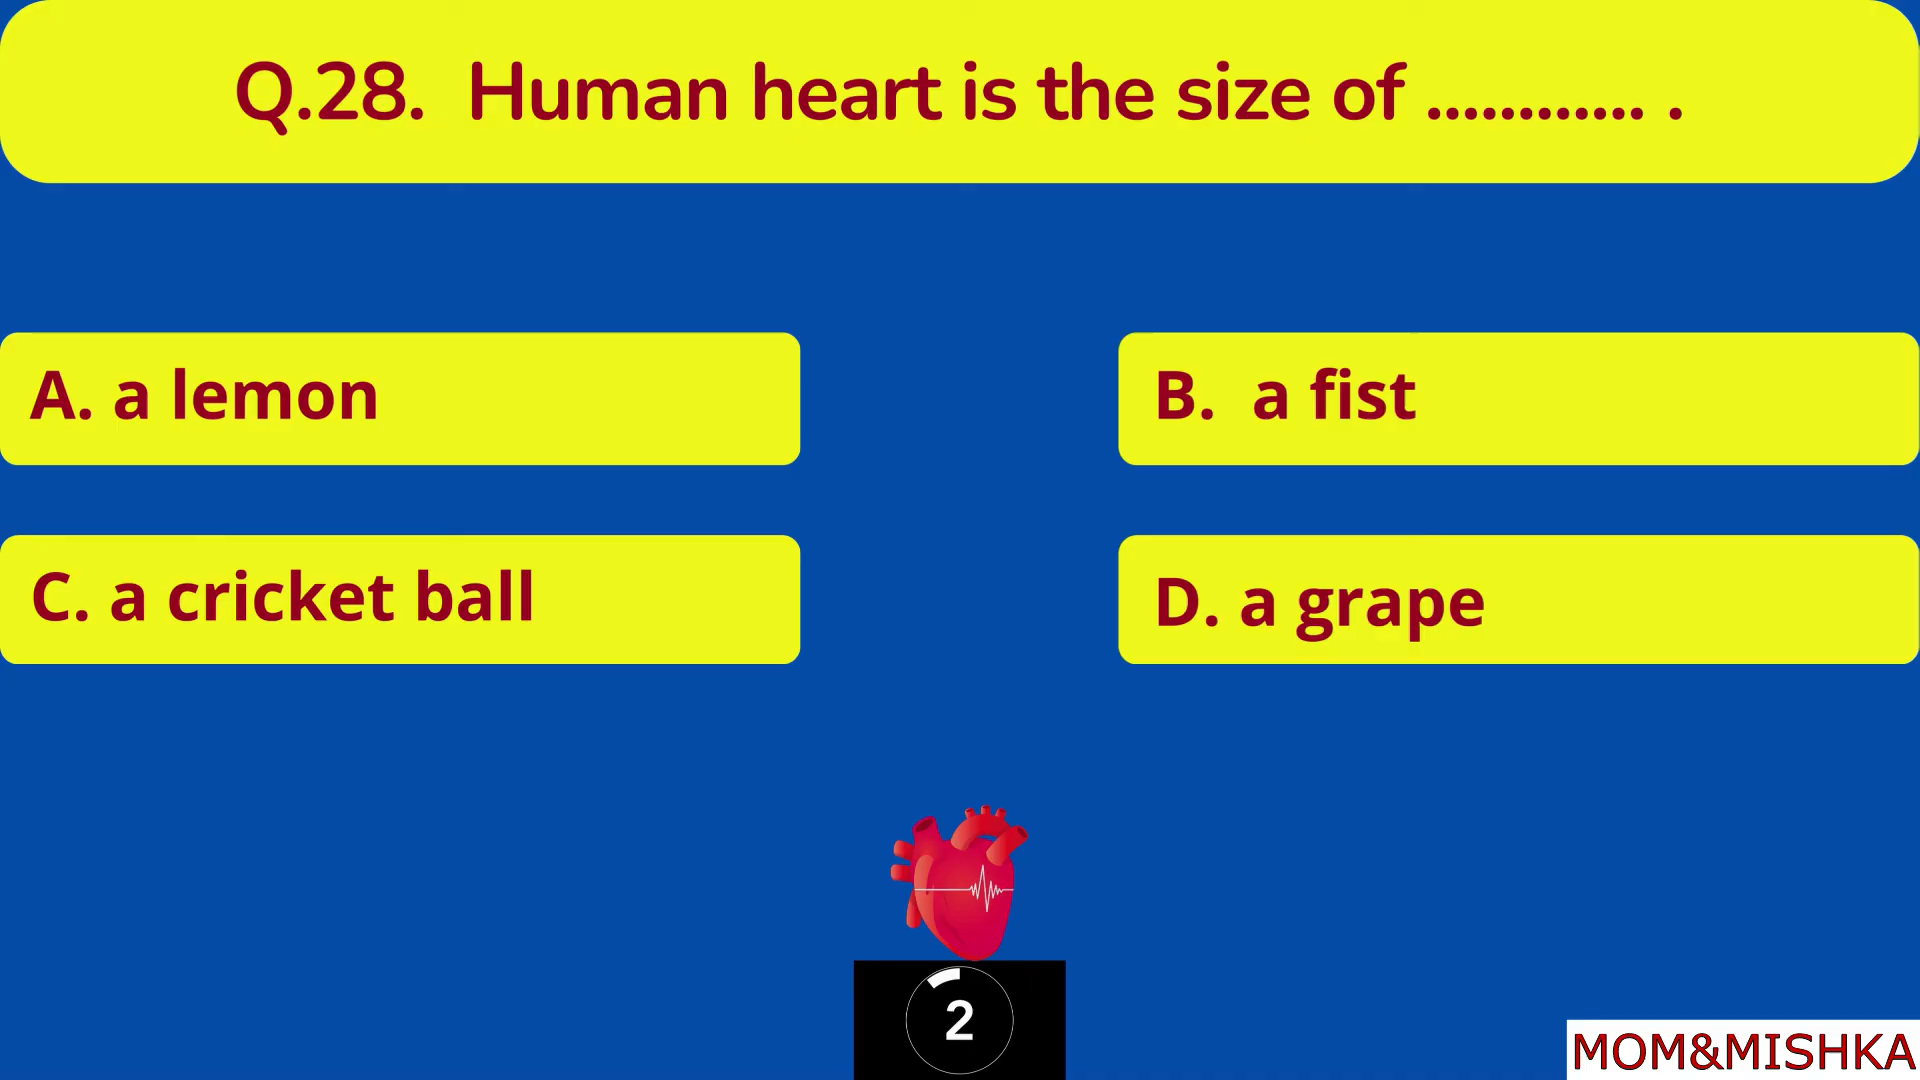 Q.28. Human heart is the size of ............ .
A. a lemon
B. a fist
C. a cricket ball
D. a grape
2
MOM&MISHKA